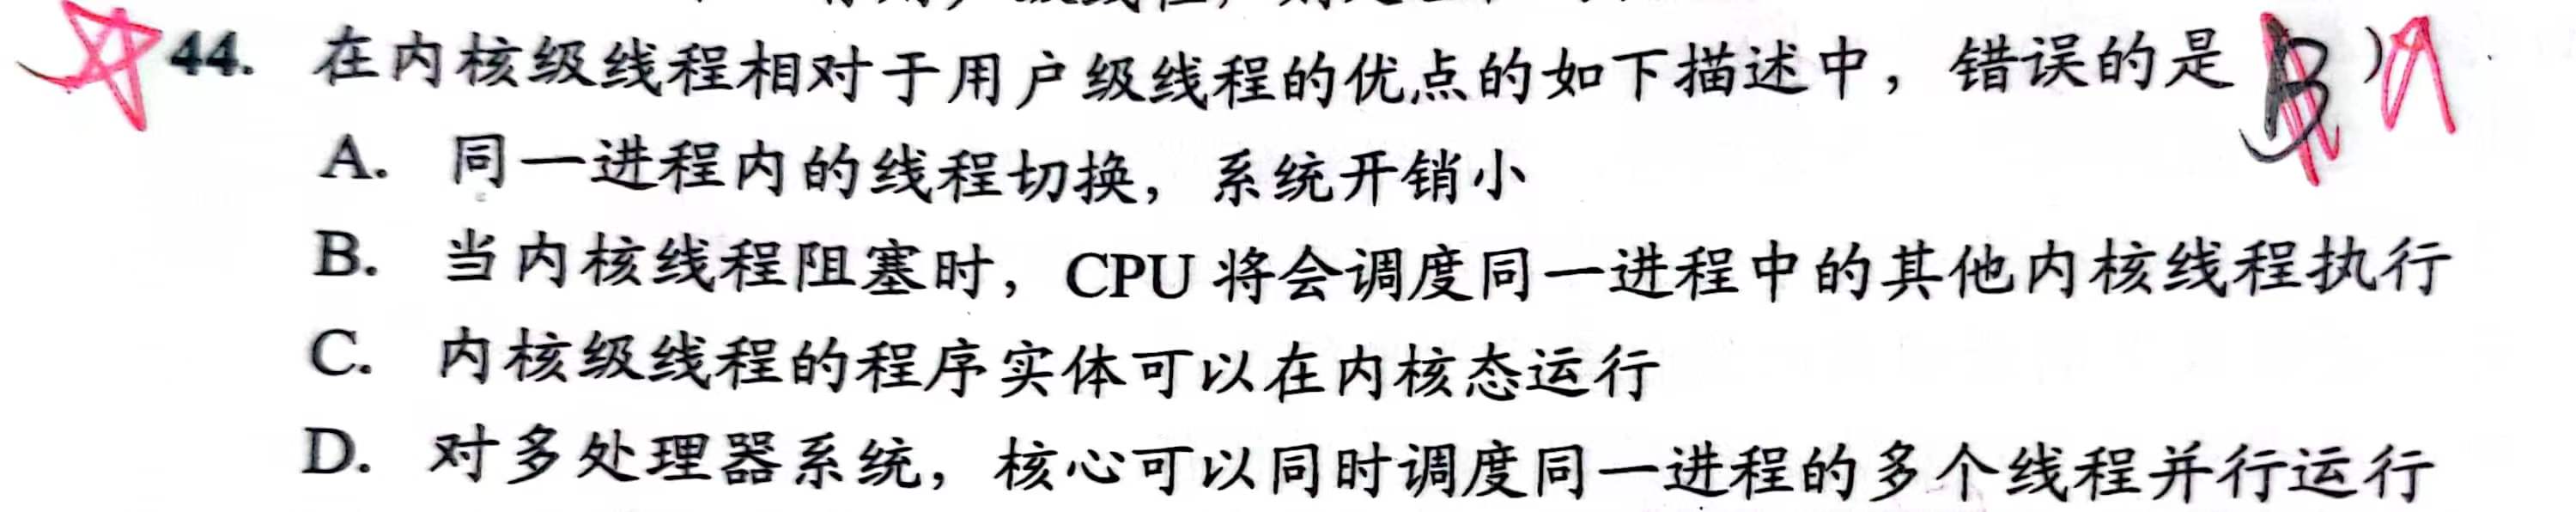 44. 在内核级线程相对于用户级线程的优点的如下描述中，错误的是 B ) A
A. 同一进程内的线程切换，系统开销小
B. 当内核线程阻塞时，CPU 将会调度同一进程中的其他内核线程执行
C. 内核级线程的程序实体可以在内核态运行
D. 对多处理器系统，核心可以同时调度同一进程的多个线程并行运行